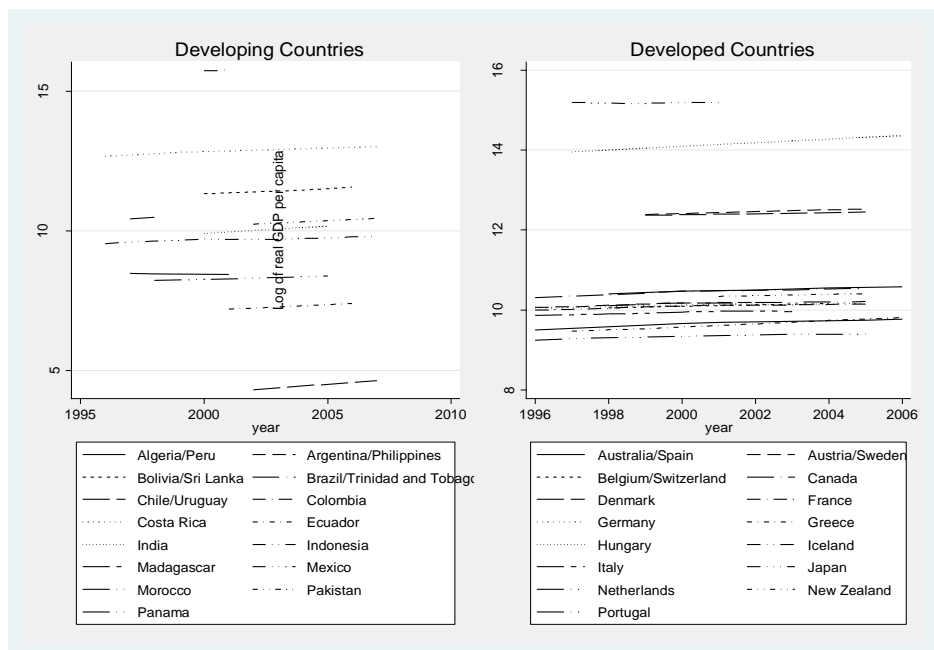 Developing Countries
15
10
5
Log of real GDP per capita
1995 2000 2005 2010
year
Algeria/Peru Argentina/Philippines
Bolivia/Sri Lanka Brazil/Trinidad and Tobago
Chile/Uruguay Colombia
Costa Rica Ecuador
India Indonesia
Madagascar Mexico
Morocco Pakistan
Panama
Developed Countries
16
14
12
10
8
1996 1998 2000 2002 2004 2006
year
Australia/Spain Austria/Sweden
Belgium/Switzerland Canada
Denmark France
Germany Greece
Hungary Iceland
Italy Japan
Netherlands New Zealand
Portugal